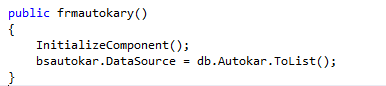 public frmautokary()
{
InitializeComponent();
bsautokar.DataSource = db.Autokar.ToList();
}